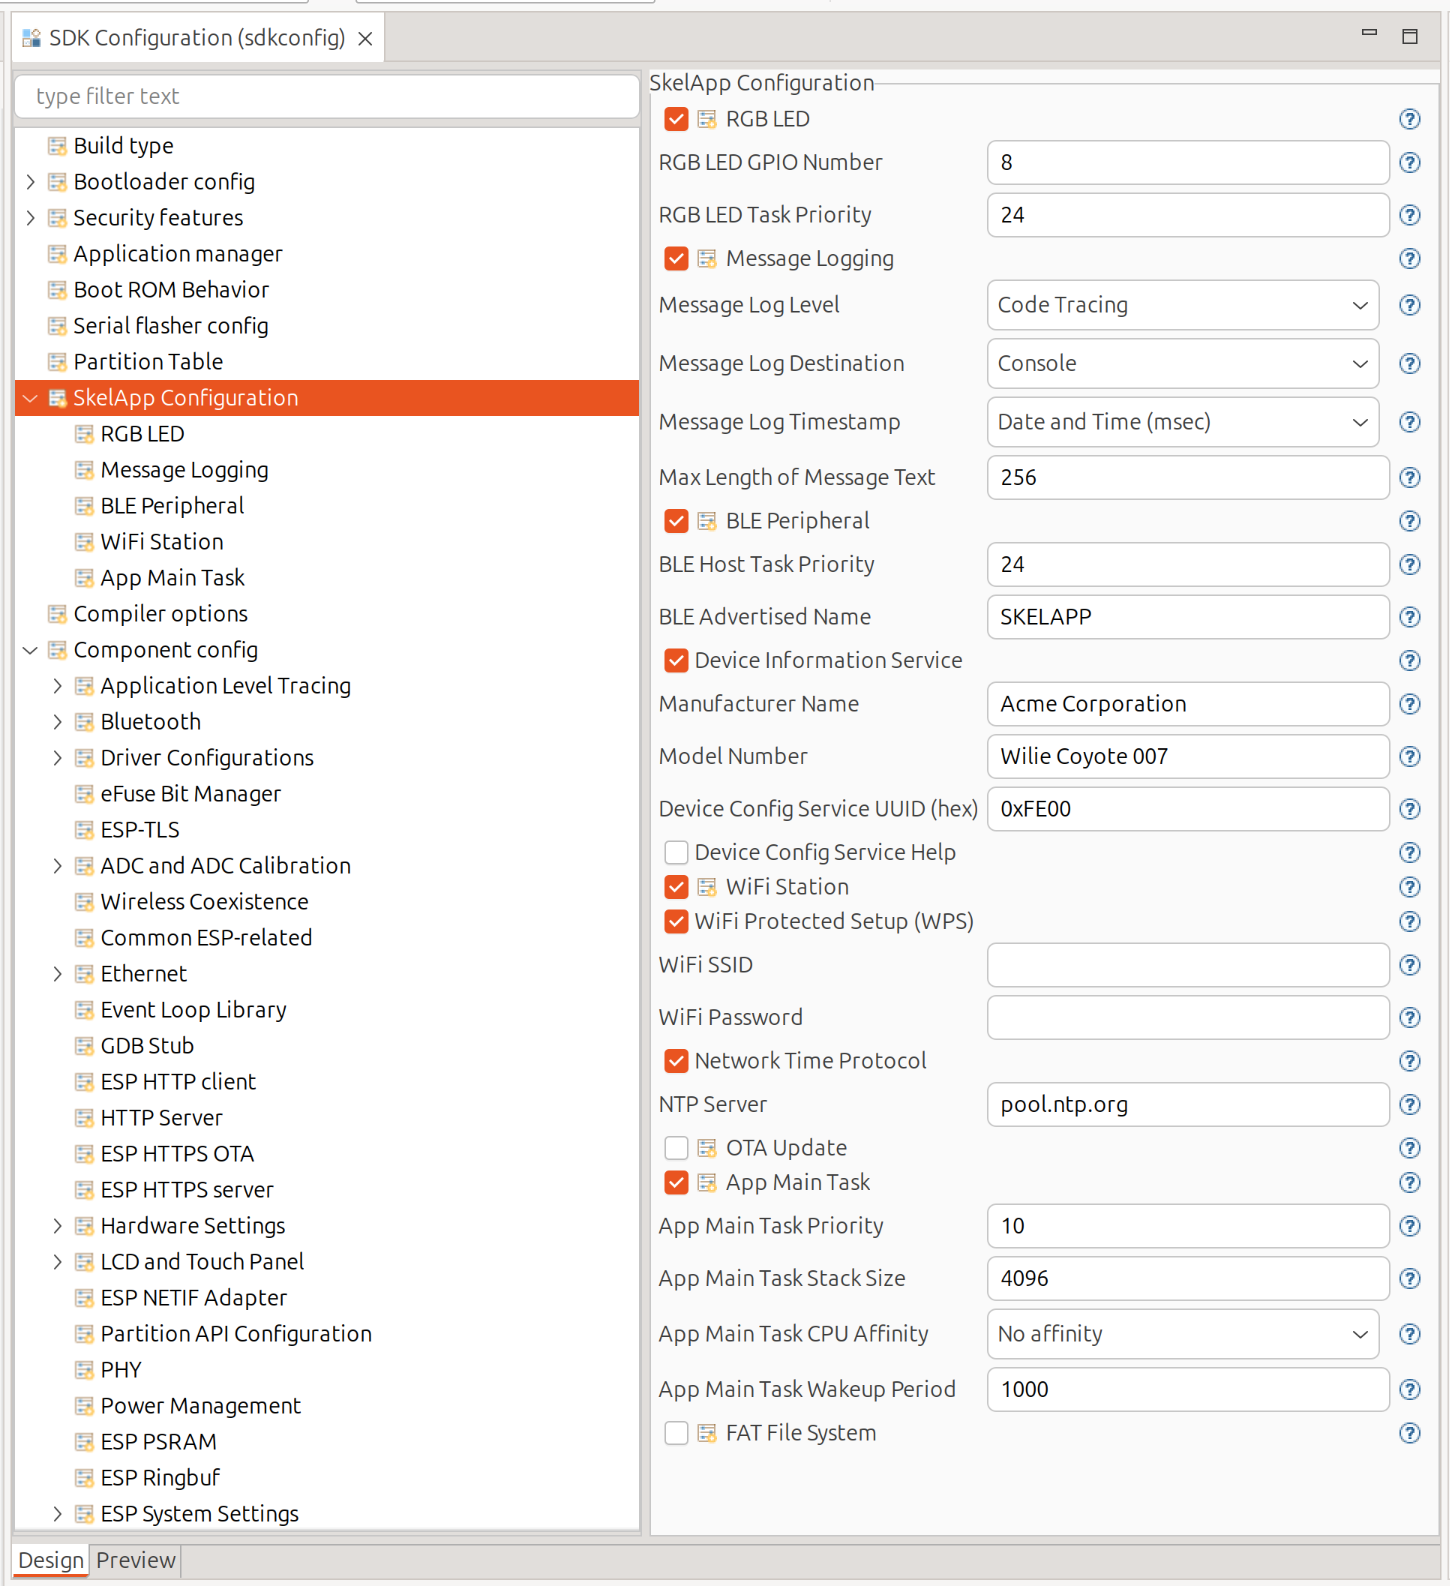 SDK Configuration (sdkconfig)
type filter text
Build type
Bootloader config
Security features
Application manager
Boot ROM Behavior
Serial flasher config
Partition Table
SkelApp Configuration
RGB LED
Message Logging
BLE Peripheral
WiFi Station
App Main Task
Compiler options
Component config
Application Level Tracing
Bluetooth
Driver Configurations
eFuse Bit Manager
ESP-TLS
ADC and ADC Calibration
Wireless Coexistence
Common ESP-related
Ethernet
Event Loop Library
GDB Stub
ESP HTTP client
HTTP Server
ESP HTTPS OTA
ESP HTTPS server
Hardware Settings
LCD and Touch Panel
ESP NETIF Adapter
Partition API Configuration
PHY
Power Management
ESP PSRAM
ESP Ringbuf
ESP System Settings
SkelApp Configuration
RGB LED
RGB LED GPIO Number 8
RGB LED Task Priority 24
Message Logging
Message Log Level Code Tracing
Message Log Destination Console
Message Log Timestamp Date and Time (msec)
Max Length of Message Text 256
BLE Peripheral
BLE Host Task Priority 24
BLE Advertised Name SKELAPP
Device Information Service
Manufacturer Name Acme Corporation
Model Number Wilie Coyote 007
Device Config Service UUID (hex) 0xFE00
Device Config Service Help
WiFi Station
WiFi Protected Setup (WPS)
WiFi SSID
WiFi Password
Network Time Protocol
NTP Server pool.ntp.org
OTA Update
App Main Task
App Main Task Priority 10
App Main Task Stack Size 4096
App Main Task CPU Affinity No affinity
App Main Task Wakeup Period 1000
FAT File System
Design Preview